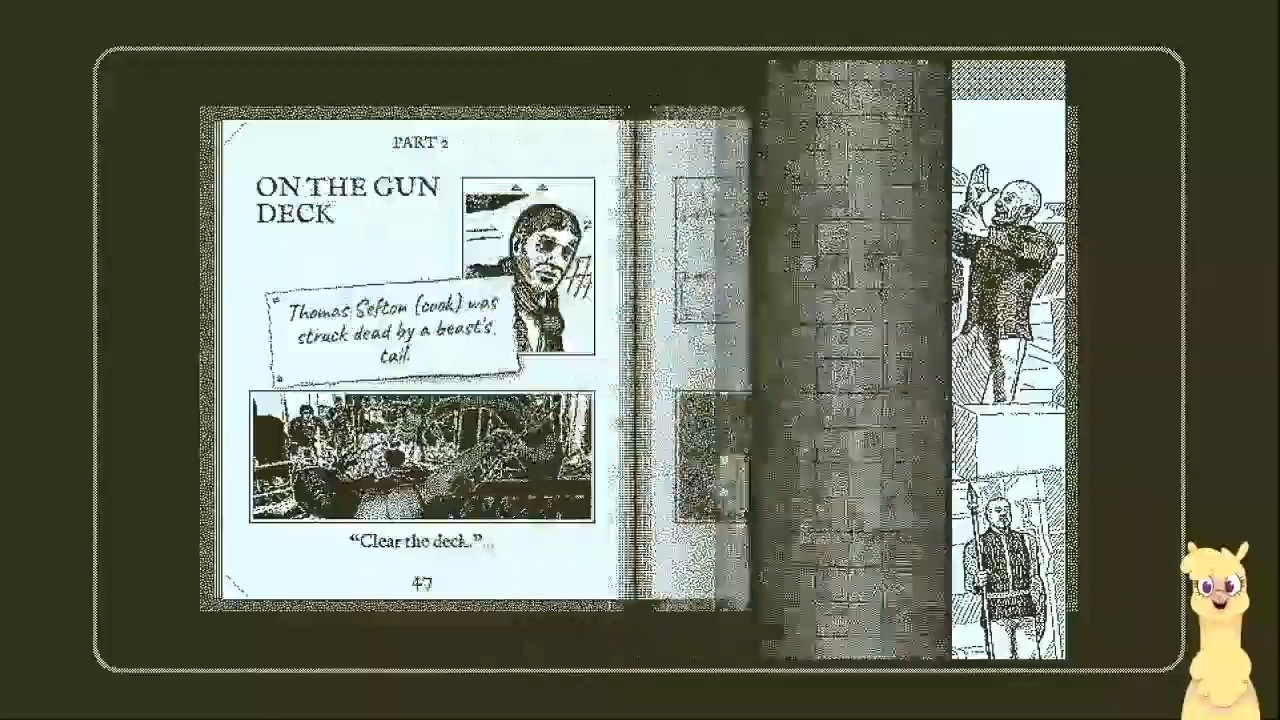 PART 2
ON THE GUN
DECK
Thomas Sefton (cook) was
struck dead by a beast's
tail.
“Clear the deck.”...
47